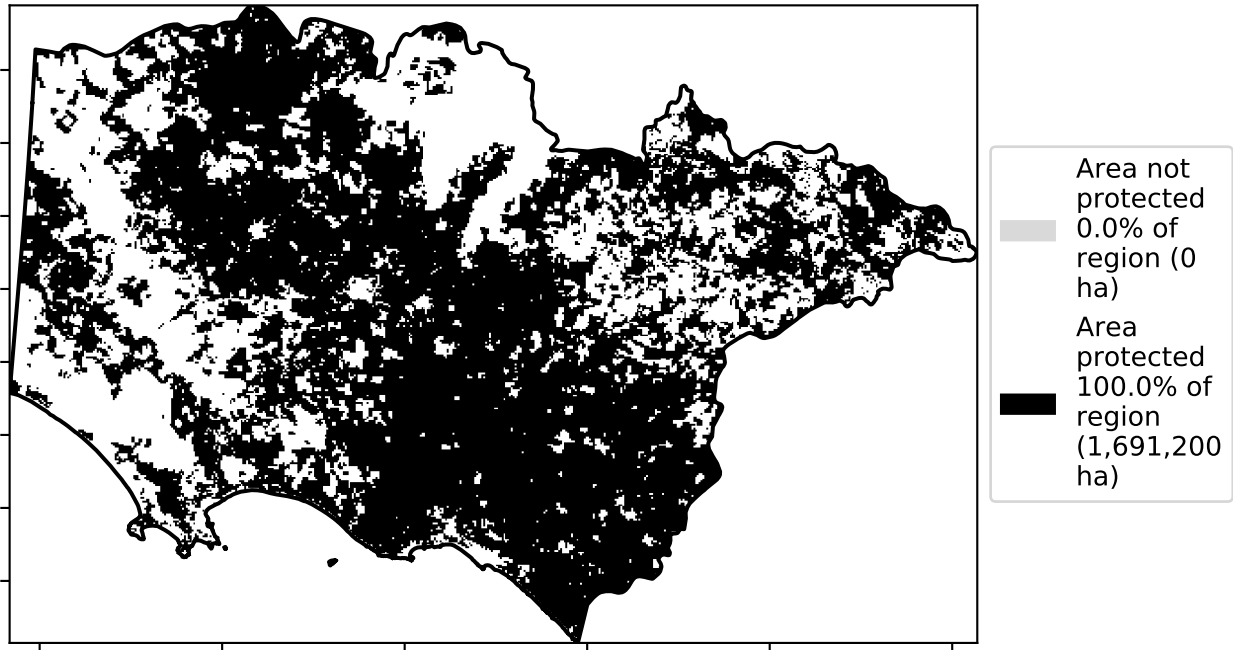 Area not
protected
0.0% of
region (0
ha)
Area
protected
100.0% of
region
(1,691,200
ha)